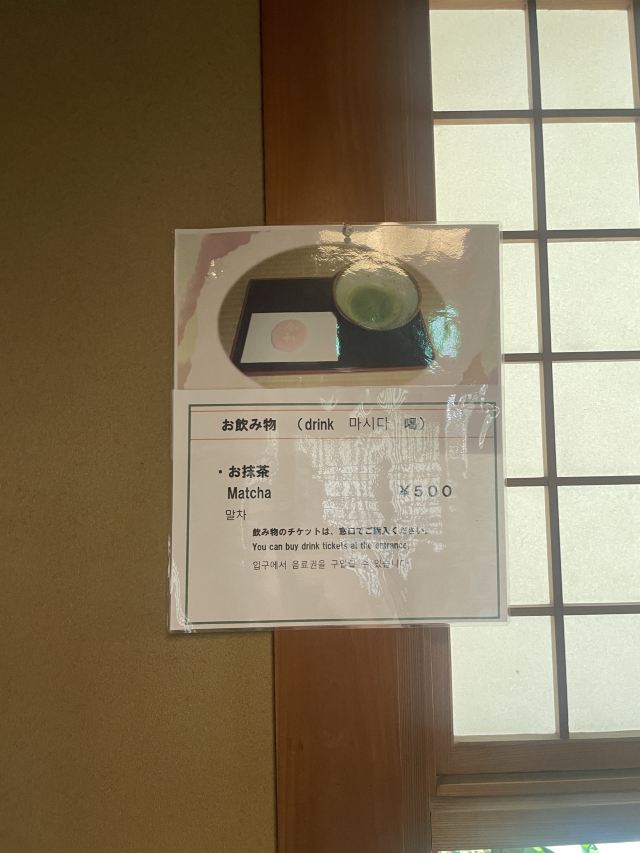 お飲み物 （drink 마시다 喝）
・お抹茶
Matcha ￥５００
말차
飲み物のチケットは、窓口でご購入ください。
You can buy drink tickets at the entrance.
입구에서 음료권을 구입할 수 있습니다.